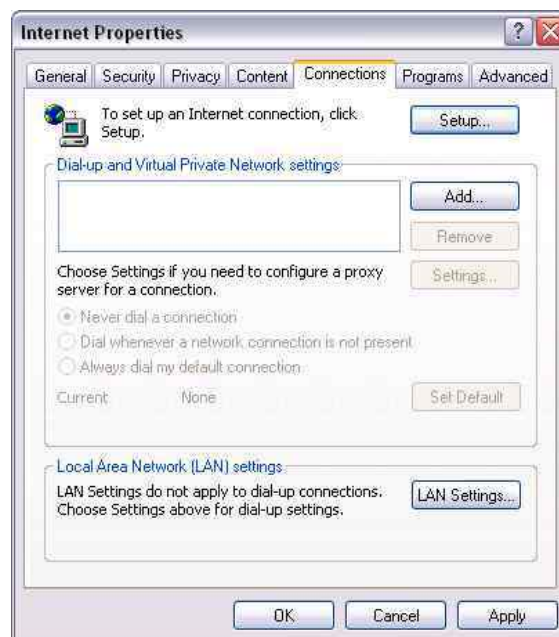 Internet Properties
?
X
General Security Privacy Content Connections Programs Advanced
To set up an Internet connection, click
Setup.
Setup...
Dial-up and Virtual Private Network settings
Add...
Remove
Choose Settings if you need to configure a proxy
server for a connection.
Settings...
Never dial a connection
Dial whenever a network connection is not present
Always dial my default connection
Current None
Set Default
Local Area Network (LAN) settings
LAN Settings do not apply to dial-up connections.
Choose Settings above for dial-up settings.
LAN Settings...
OK Cancel Apply